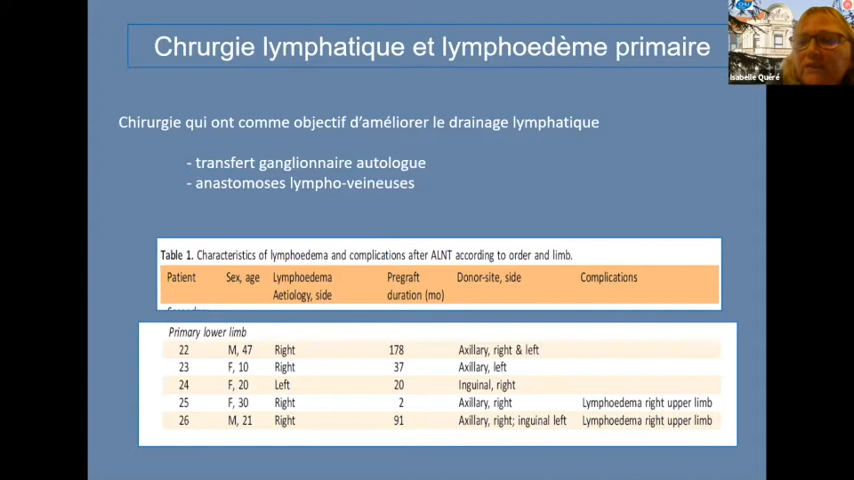 Chrurgie lymphatique et lymphoedème primaire
Isabelle Quéré
Chirurgie qui ont comme objectif d'améliorer le drainage lymphatique
- transfert ganglionnaire autologue
- anastomoses lympho-veineuses
Table 1. Characteristics of lymphoedema and complications after ALNT according to order and limb.
Patient Sex, age Lymphoedema Aetiology, side Pregraft duration (mo) Donor-site, side Complications
Primary lower limb
22 M, 47 Right 178 Axillary, right & left
23 F, 10 Right 37 Axillary, left
24 F, 20 Left 20 Inguinal, right
25 F, 30 Right 2 Axillary, right Lymphoedema right upper limb
26 M, 21 Right 91 Axillary, right; inguinal left Lymphoedema right upper limb